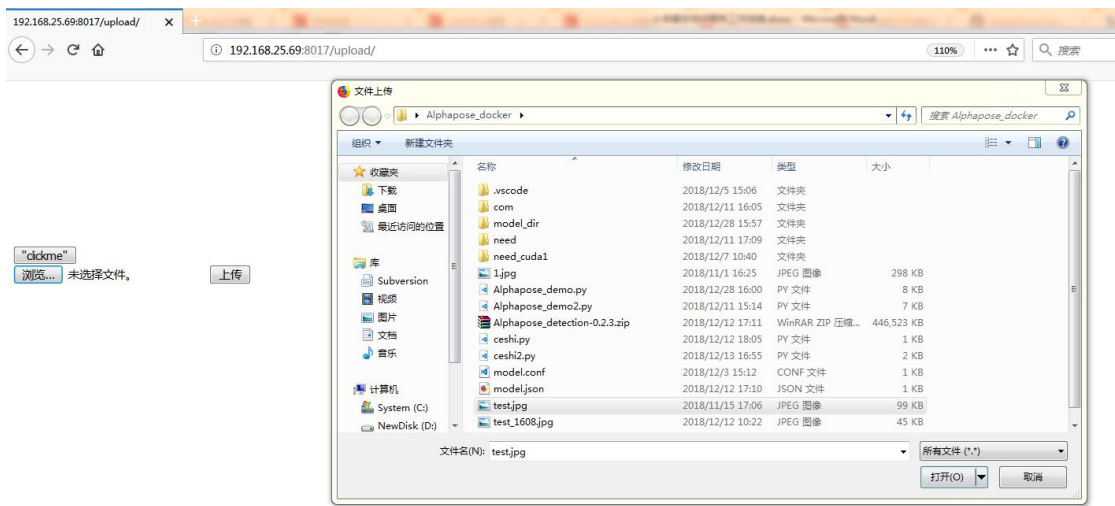 192.168.25.69:8017/upload/
192.168.25.69:8017/upload/ 110% 搜索
文件上传
Alphapose_docker 搜索 Alphapose_docker
组织 新建文件夹
收藏夹
下载
桌面
最近访问的位置
库
Subversion
视频
图片
文档
音乐
计算机
System (C:)
NewDisk (D:)
名称 修改日期 类型 大小
.vscode 2018/12/5 15:06 文件夹
com 2018/12/11 16:05 文件夹
model_dir 2018/12/28 15:57 文件夹
need 2018/12/11 17:09 文件夹
need_cuda1 2018/12/7 10:40 文件夹
1.jpg 2018/11/1 16:25 JPEG 图像 298 KB
Alphapose_demo.py 2018/12/28 16:00 PY 文件 8 KB
Alphapose_demo2.py 2018/12/11 15:14 PY 文件 7 KB
Alphapose_detection-0.2.3.zip 2018/12/12 17:11 WinRAR ZIP 压缩... 446,523 KB
ceshi.py 2018/12/12 18:05 PY 文件 1 KB
ceshi2.py 2018/12/13 16:55 PY 文件 2 KB
model.conf 2018/12/3 15:12 CONF 文件 1 KB
model.json 2018/12/12 17:10 JSON 文件 1 KB
test.jpg 2018/11/15 17:06 JPEG 图像 99 KB
test_1608.jpg 2018/12/12 10:22 JPEG 图像 45 KB
文件名(N): test.jpg 所有文件 (*.*)
打开(O) 取消
"clickme"
浏览... 未选择文件。 上传